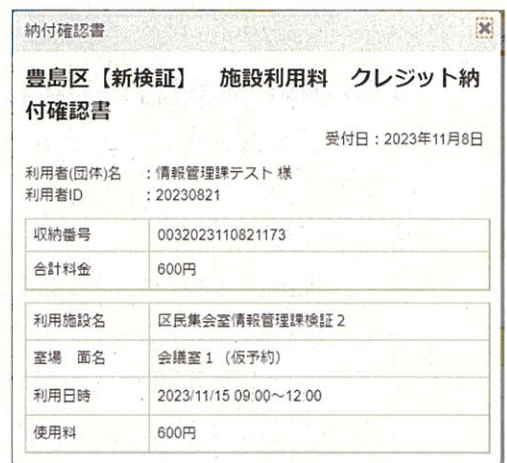 納付確認書
豊島区【新検証】 施設利用料 クレジット納
付確認書
受付日：2023年11月8日
利用者(団体)名 ：情報管理課テスト 様
利用者ID ：20230821
収納番号 0032023110821173
合計料金 600円
利用施設名 区民集会室情報管理課検証２
室場 面名 会議室１ （仮予約）
利用日時 2023/11/15 09:00～12:00
使用料 600円